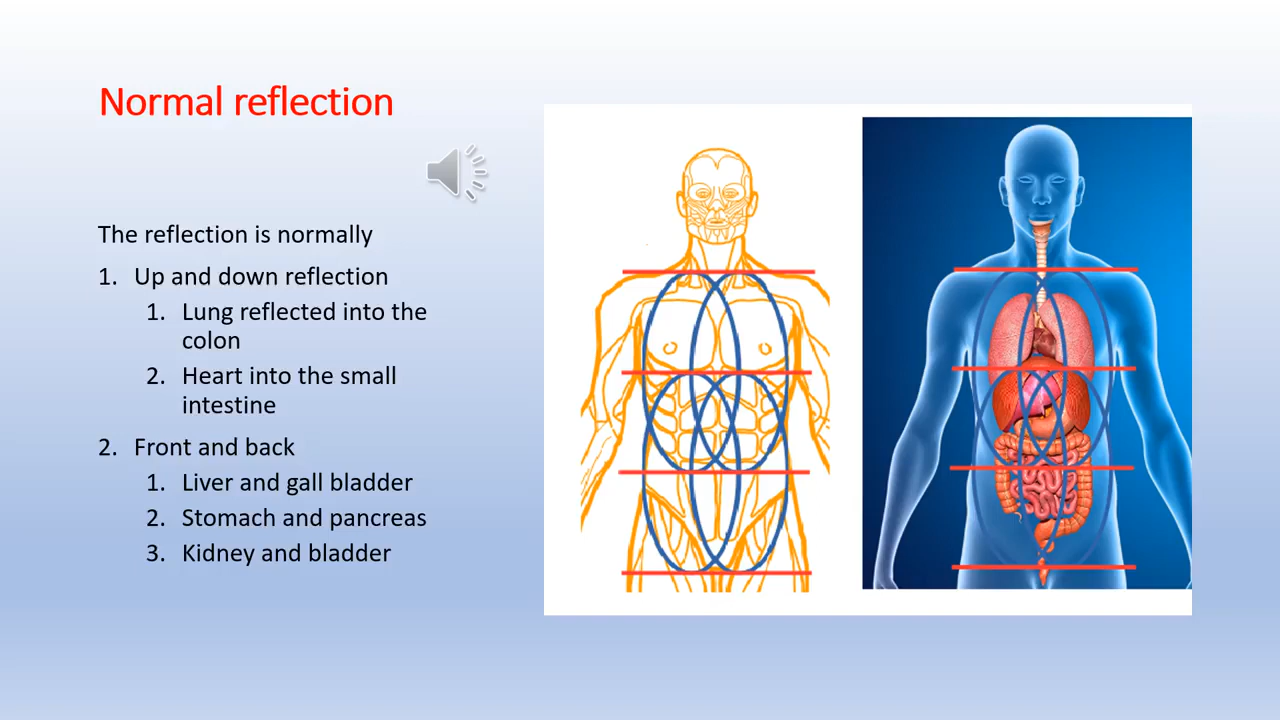 Normal reflection
The reflection is normally
1. Up and down reflection
1. Lung reflected into the
colon
2. Heart into the small
intestine
2. Front and back
1. Liver and gall bladder
2. Stomach and pancreas
3. Kidney and bladder